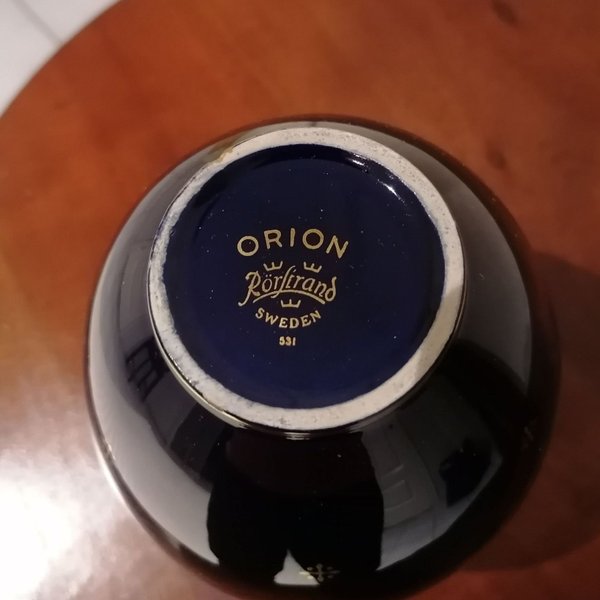 ORION
Rörstrand
SWEDEN
531